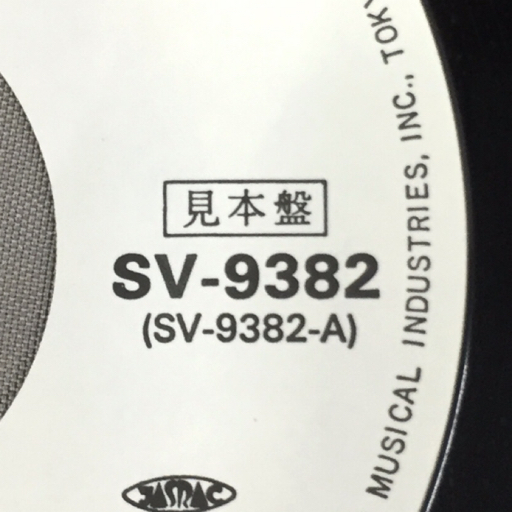 見本盤
SV-9382
(SV-9382-A)
MUSICAL INDUSTRIES, INC., TOKY
JASRAC